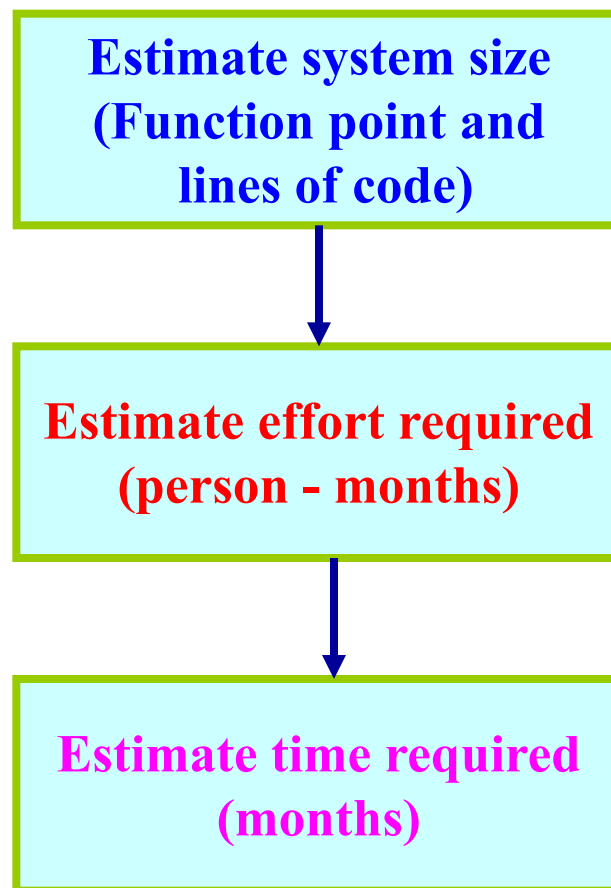 Estimate system size
(Function point and
lines of code)
Estimate effort required
(person - months)
Estimate time required
(months)